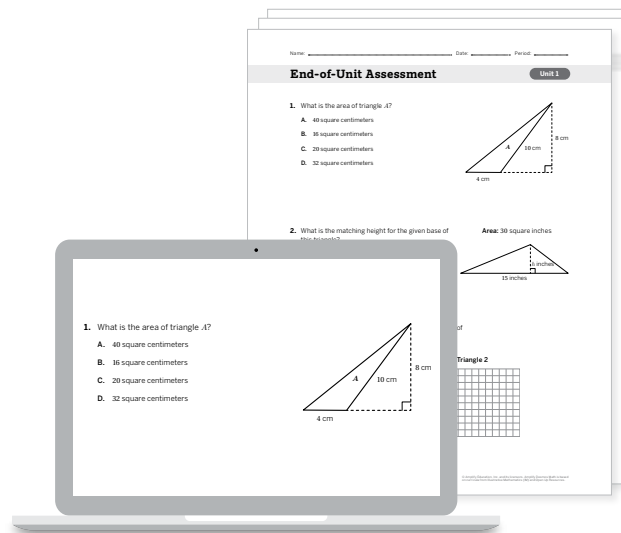 Name: Date: Period:
End-of-Unit Assessment
Unit 1
1. What is the area of triangle A?
A. 40 square centimeters
B. 16 square centimeters
C. 20 square centimeters
D. 32 square centimeters
A
10 cm
8 cm
4 cm
2. What is the matching height for the given base of
this triangle?
Area: 30 square inches
6 inches
15 inches
of
Triangle 2
1. What is the area of triangle A?
A. 40 square centimeters
B. 16 square centimeters
C. 20 square centimeters
D. 32 square centimeters
A
10 cm
8 cm
4 cm